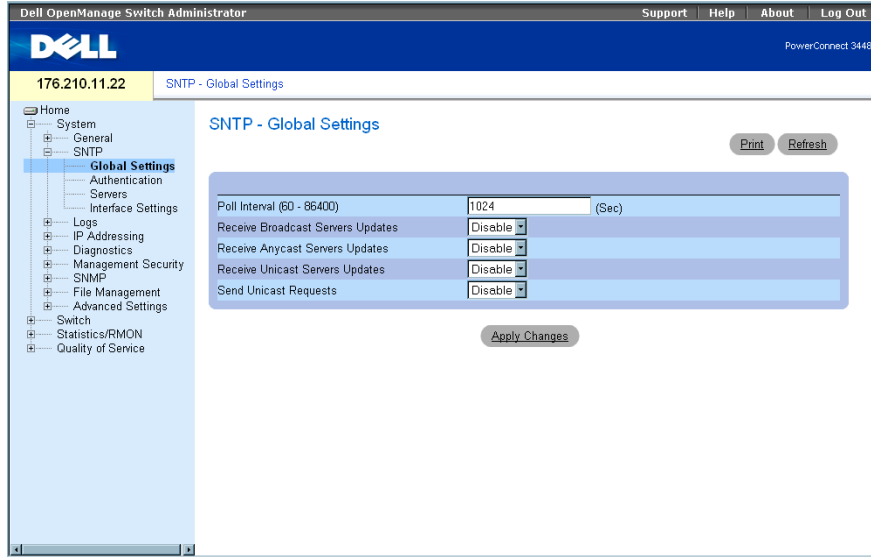 Dell OpenManage Switch Administrator Support Help About Log Out
DELL
PowerConnect 3448
176.210.11.22 SNTP - Global Settings
Home
System
General
SNTP
Global Settings
Authentication
Servers
Interface Settings
Logs
IP Addressing
Diagnostics
Management Security
SNMP
File Management
Advanced Settings
Switch
Statistics/RMON
Quality of Service
SNTP - Global Settings
Print Refresh
Poll Interval (60 - 86400) 1024 (Sec)
Receive Broadcast Servers Updates Disable
Receive Anycast Servers Updates Disable
Receive Unicast Servers Updates Disable
Send Unicast Requests Disable
Apply Changes